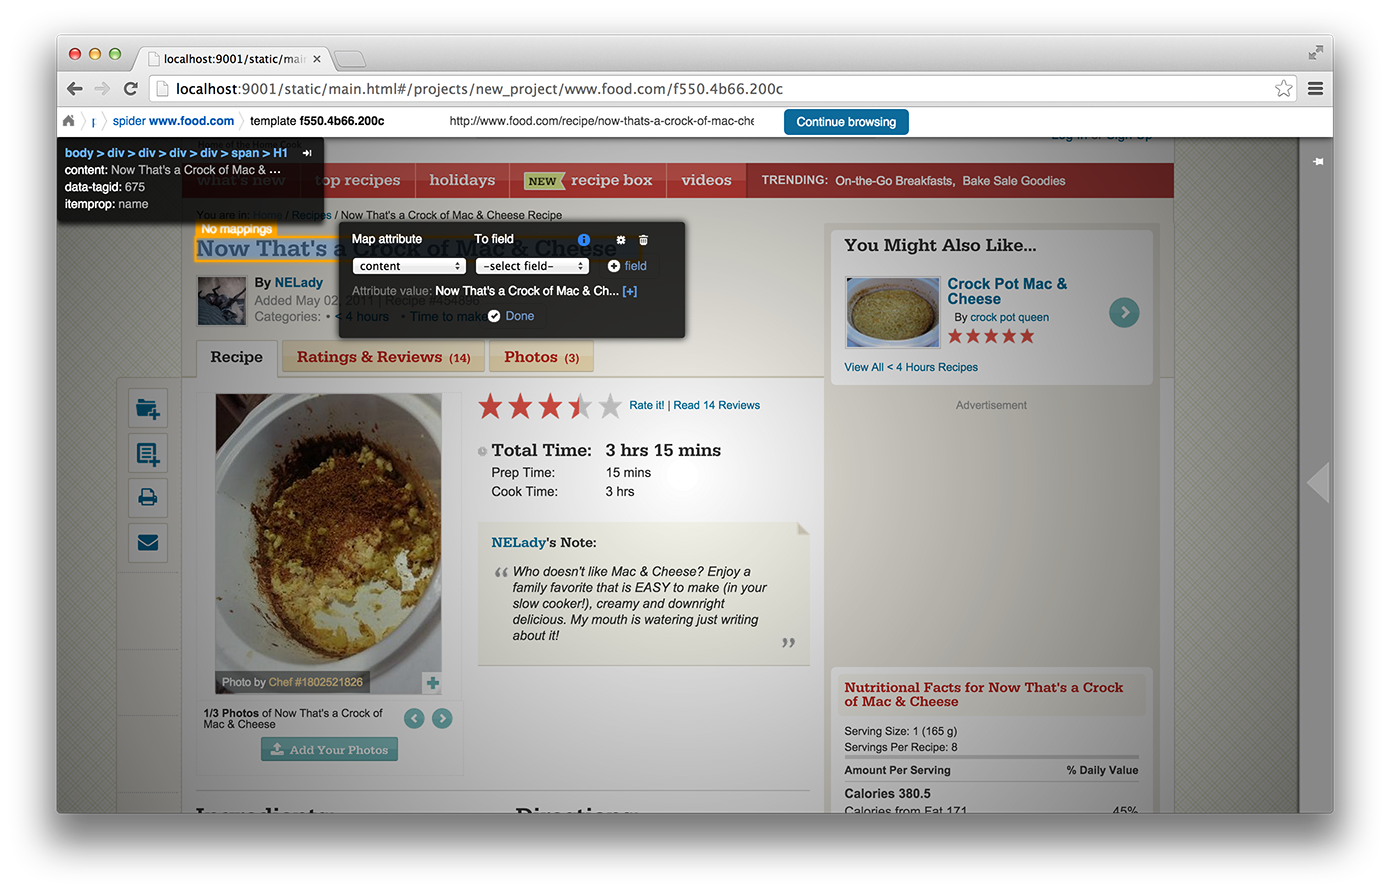 localhost:9001/static/mai
localhost:9001/static/main.html#/projects/new_project/www.food.com/f550.4b66.200c
spider www.food.com template f550.4b66.200c http://www.food.com/recipe/now-thats-a-crock-of-mac-che Continue browsing
Log In or Sign Up
body > div > div > div > div > span > H1
content: Now That's a Crock of Mac & ...
data-tagid: 675
itemprop: name
what's new top recipes holidays NEW recipe box videos TRENDING: On-the-Go Breakfasts, Bake Sale Goodies
You are in: Home / Recipes / Now That's a Crock of Mac & Cheese Recipe
No mappings
Now That's a Crock of Mac & Cheese
Map attribute To field
content -select field- field
Attribute value: Now That's a Crock of Mac & Ch... [+]
Done
By NELady
Added May 02, 2011 | Recipe #454896
Categories: • < 4 hours • Time to make
Recipe Ratings & Reviews (14) Photos (3)
You Might Also Like...
Crock Pot Mac &
Cheese
By crock pot queen
View All < 4 Hours Recipes
Advertisement
Rate it! | Read 14 Reviews
Total Time: 3 hrs 15 mins
Prep Time: 15 mins
Cook Time: 3 hrs
NELady's Note:
“ Who doesn't like Mac & Cheese? Enjoy a
family favorite that is EASY to make (in your
slow cooker!), creamy and downright
delicious. My mouth is watering just writing
about it!
”
Photo by Chef #1802521826
1/3 Photos of Now That's a Crock of
Mac & Cheese
Add Your Photos
Nutritional Facts for Now That's a Crock
of Mac & Cheese
Serving Size: 1 (165 g)
Servings Per Recipe: 8
Amount Per Serving % Daily Value
Calories 380.5
Calories from Fat 171 45%
Ingredients: Directions: